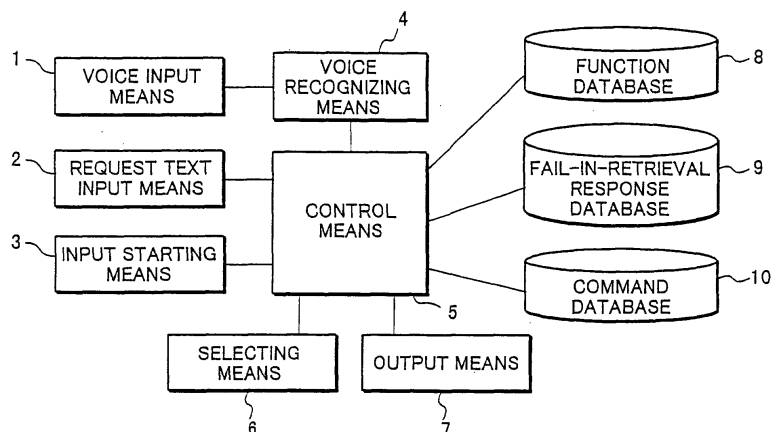 4
1
VOICE INPUT
MEANS
VOICE
RECOGNIZING
MEANS
FUNCTION
DATABASE
8
2
REQUEST TEXT
INPUT MEANS
CONTROL
MEANS
FAIL-IN-RETRIEVAL
RESPONSE
DATABASE
9
3
INPUT STARTING
MEANS
COMMAND
DATABASE
10
5
SELECTING
MEANS
OUTPUT MEANS
6
7